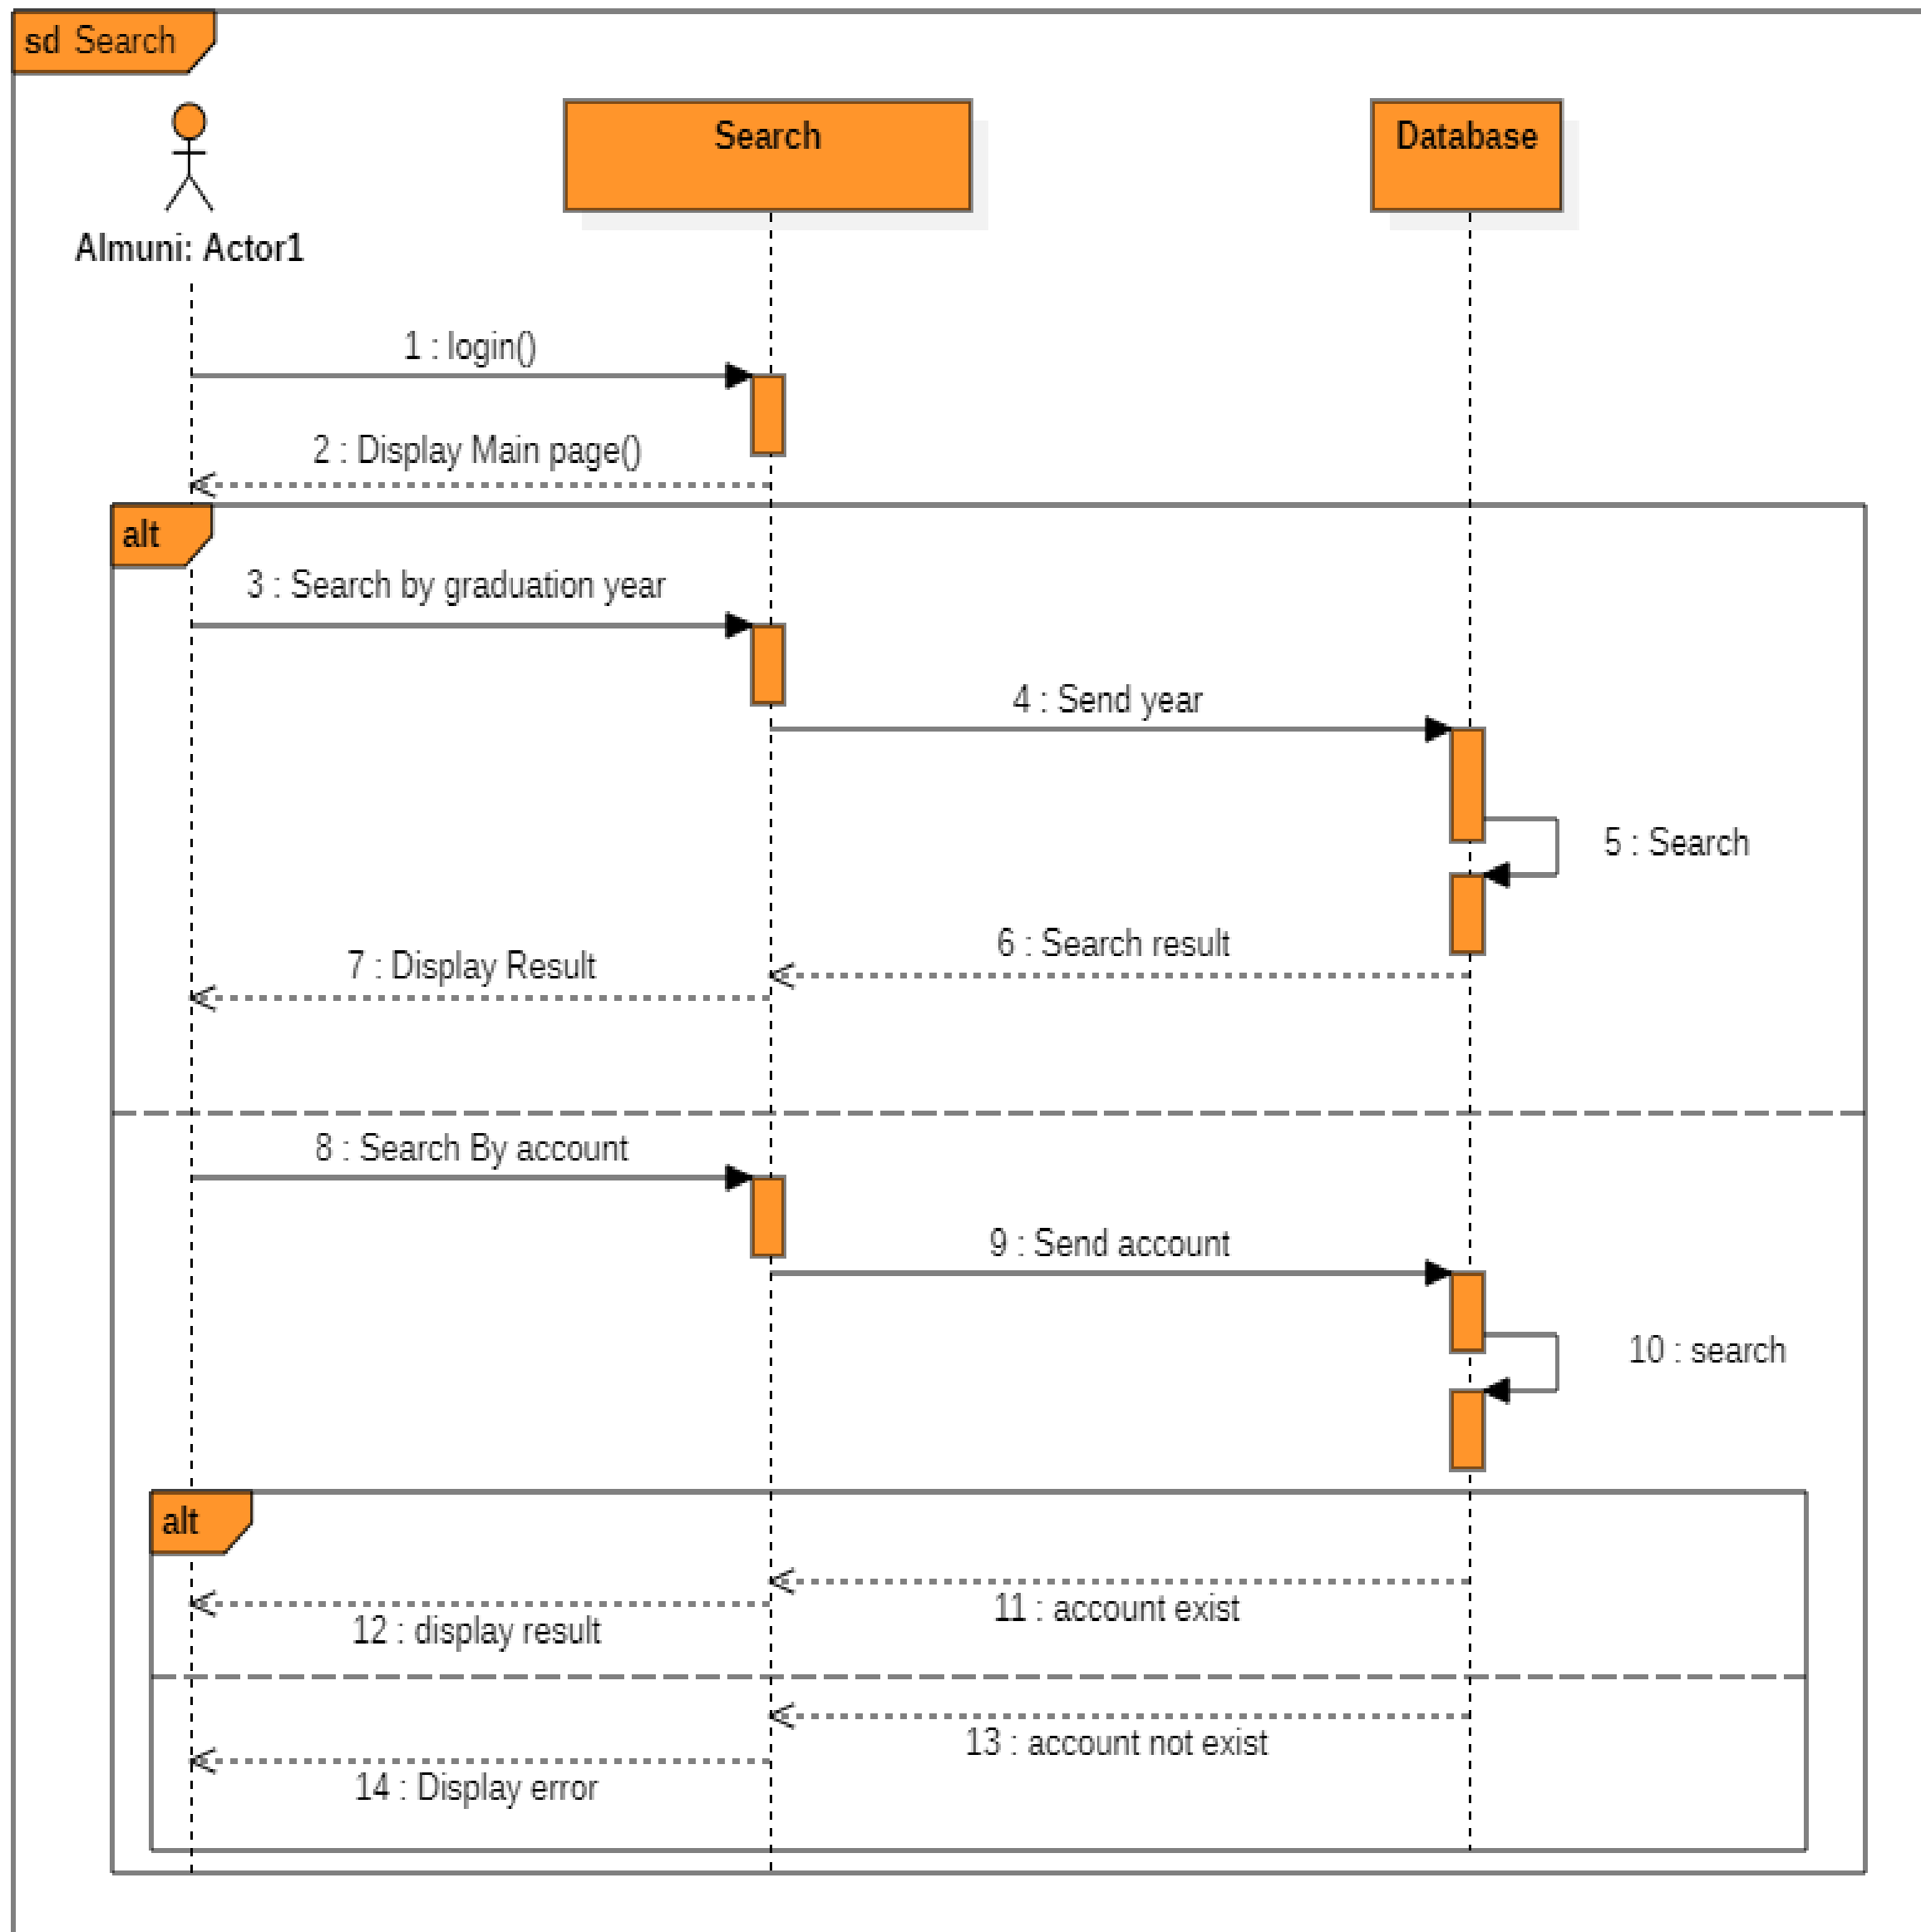 sd Search
Search
Database
Almuni: Actor1
1 : login()
2 : Display Main page()
alt
3 : Search by graduation year
4 : Send year
5 : Search
6 : Search result
7 : Display Result
8 : Search By account
9 : Send account
10 : search
alt
11 : account exist
12 : display result
13 : account not exist
14 : Display error